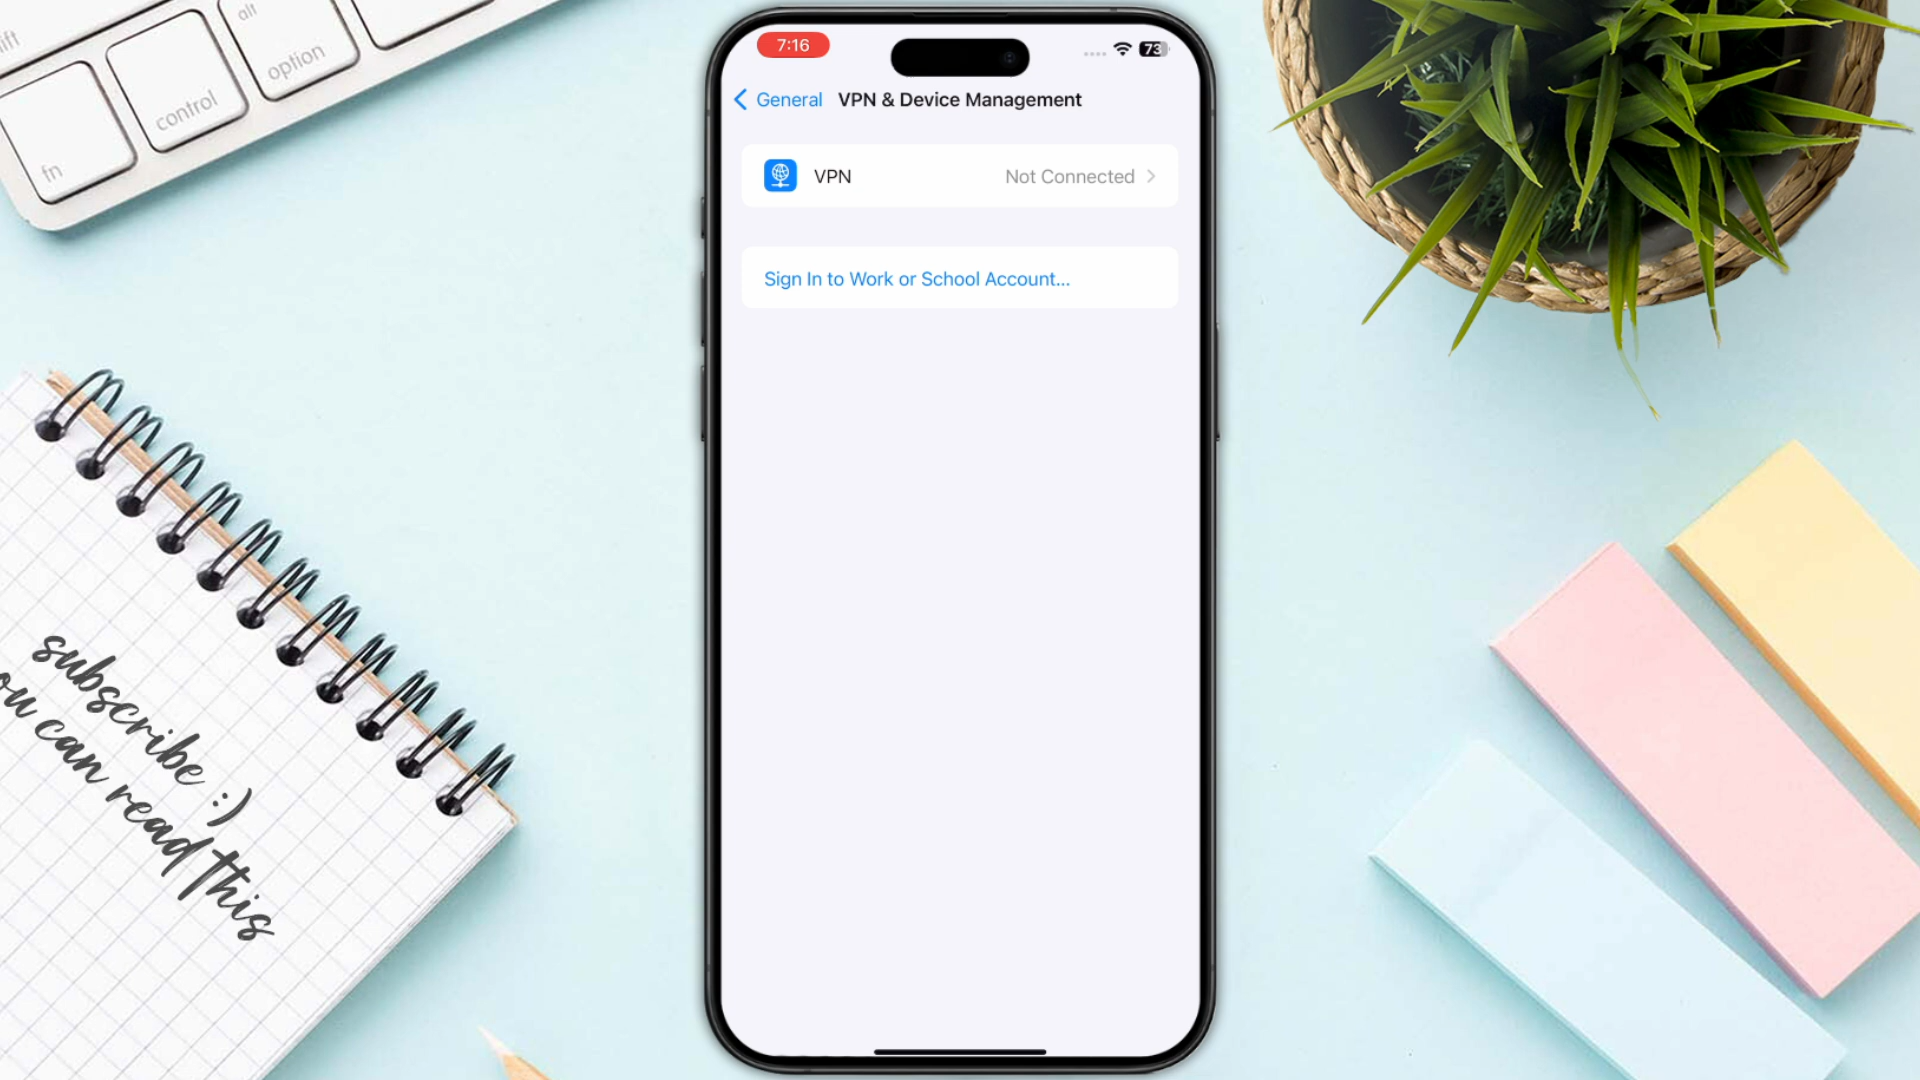 alt
option
control
fn
7:16
73
General VPN & Device Management
VPN Not Connected
Sign In to Work or School Account...
subscribe :)
can read this